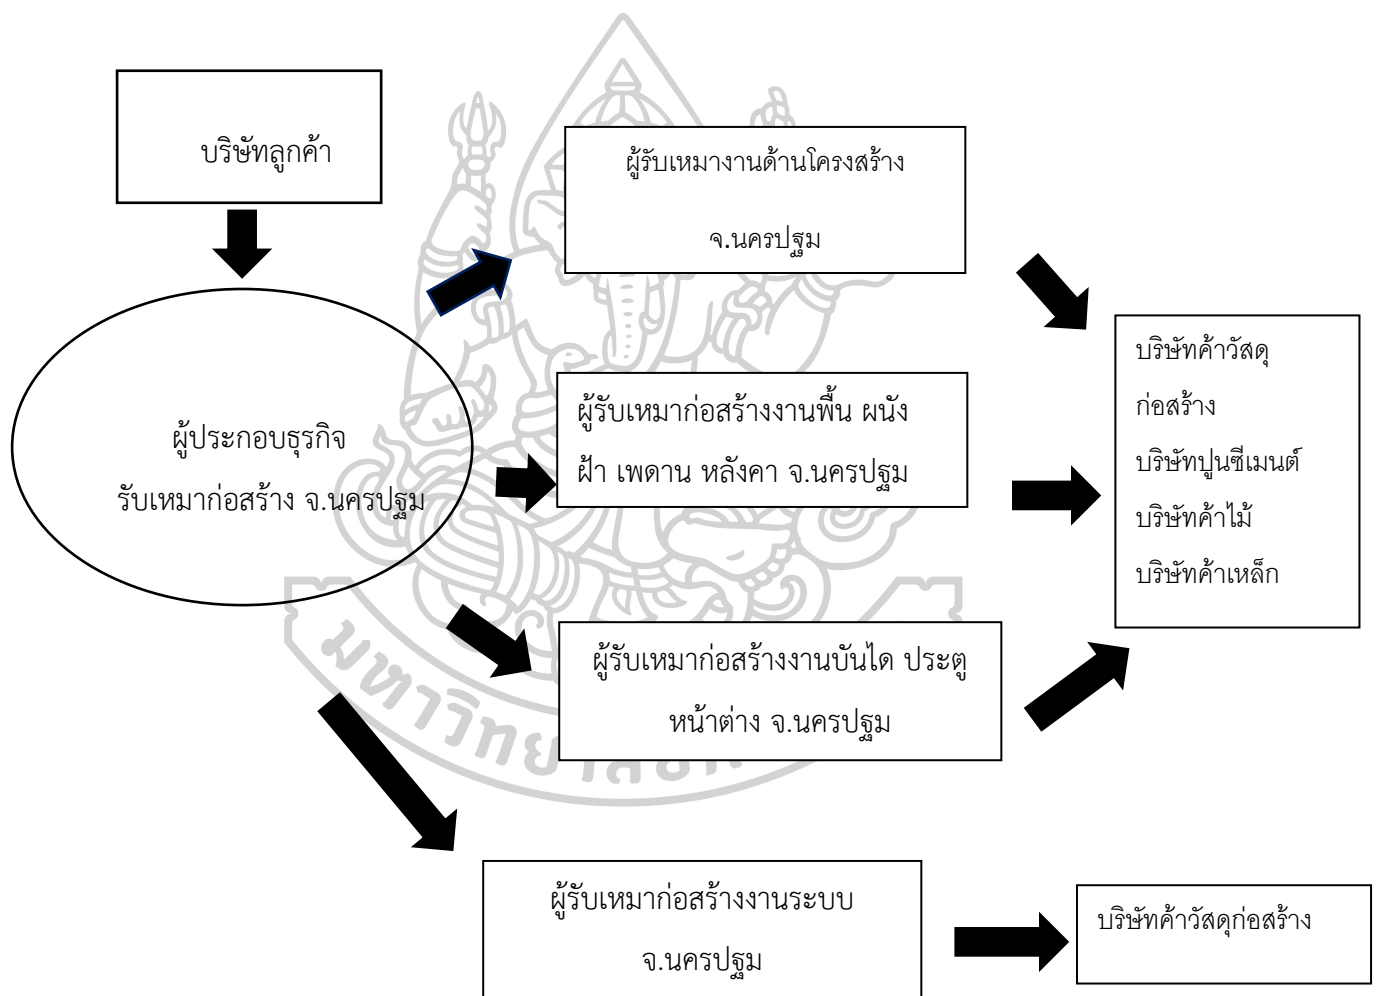 บริษัทลูกค้า
ผู้รับเหมางานด้านโครงสร้าง
จ.นครปฐม
ผู้ประกอบธุรกิจ
รับเหมาก่อสร้าง จ.นครปฐม
ผู้รับเหมาก่อสร้างงานพื้น ผนัง
ฝ้า เพดาน หลังคา จ.นครปฐม
บริษัทค้าวัสดุ
ก่อสร้าง
บริษัทปูนซีเมนต์
บริษัทค้าไม้
บริษัทค้าเหล็ก
ผู้รับเหมาก่อสร้างงานบันได ประตู
หน้าต่าง จ.นครปฐม
ผู้รับเหมาก่อสร้างงานระบบ
จ.นครปฐม
บริษัทค้าวัสดุก่อสร้าง